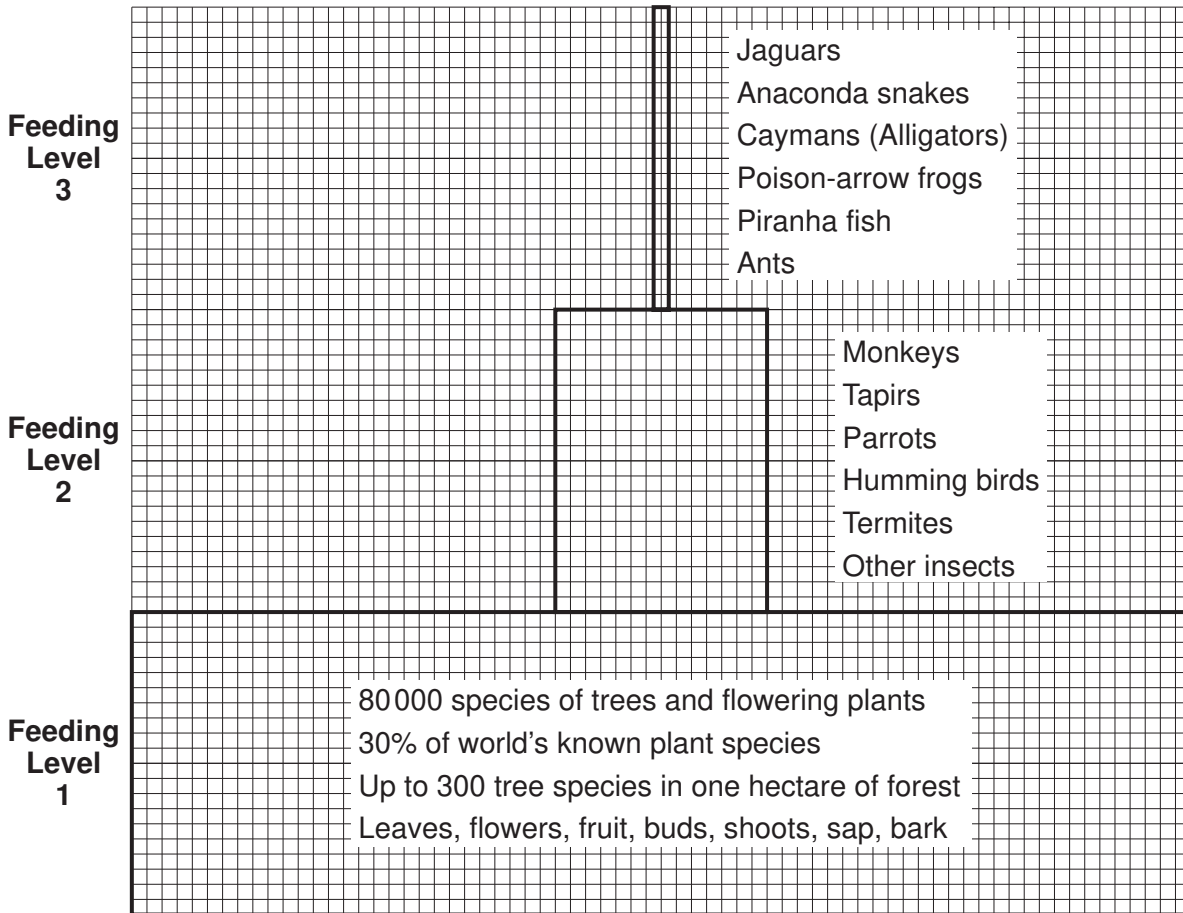 Feeding
Level
3
Jaguars
Anaconda snakes
Caymans (Alligators)
Poison-arrow frogs
Piranha fish
Ants
Feeding
Level
2
Monkeys
Tapirs
Parrots
Humming birds
Termites
Other insects
Feeding
Level
1
80 000 species of trees and flowering plants
30% of world's known plant species
Up to 300 tree species in one hectare of forest
Leaves, flowers, fruit, buds, shoots, sap, bark